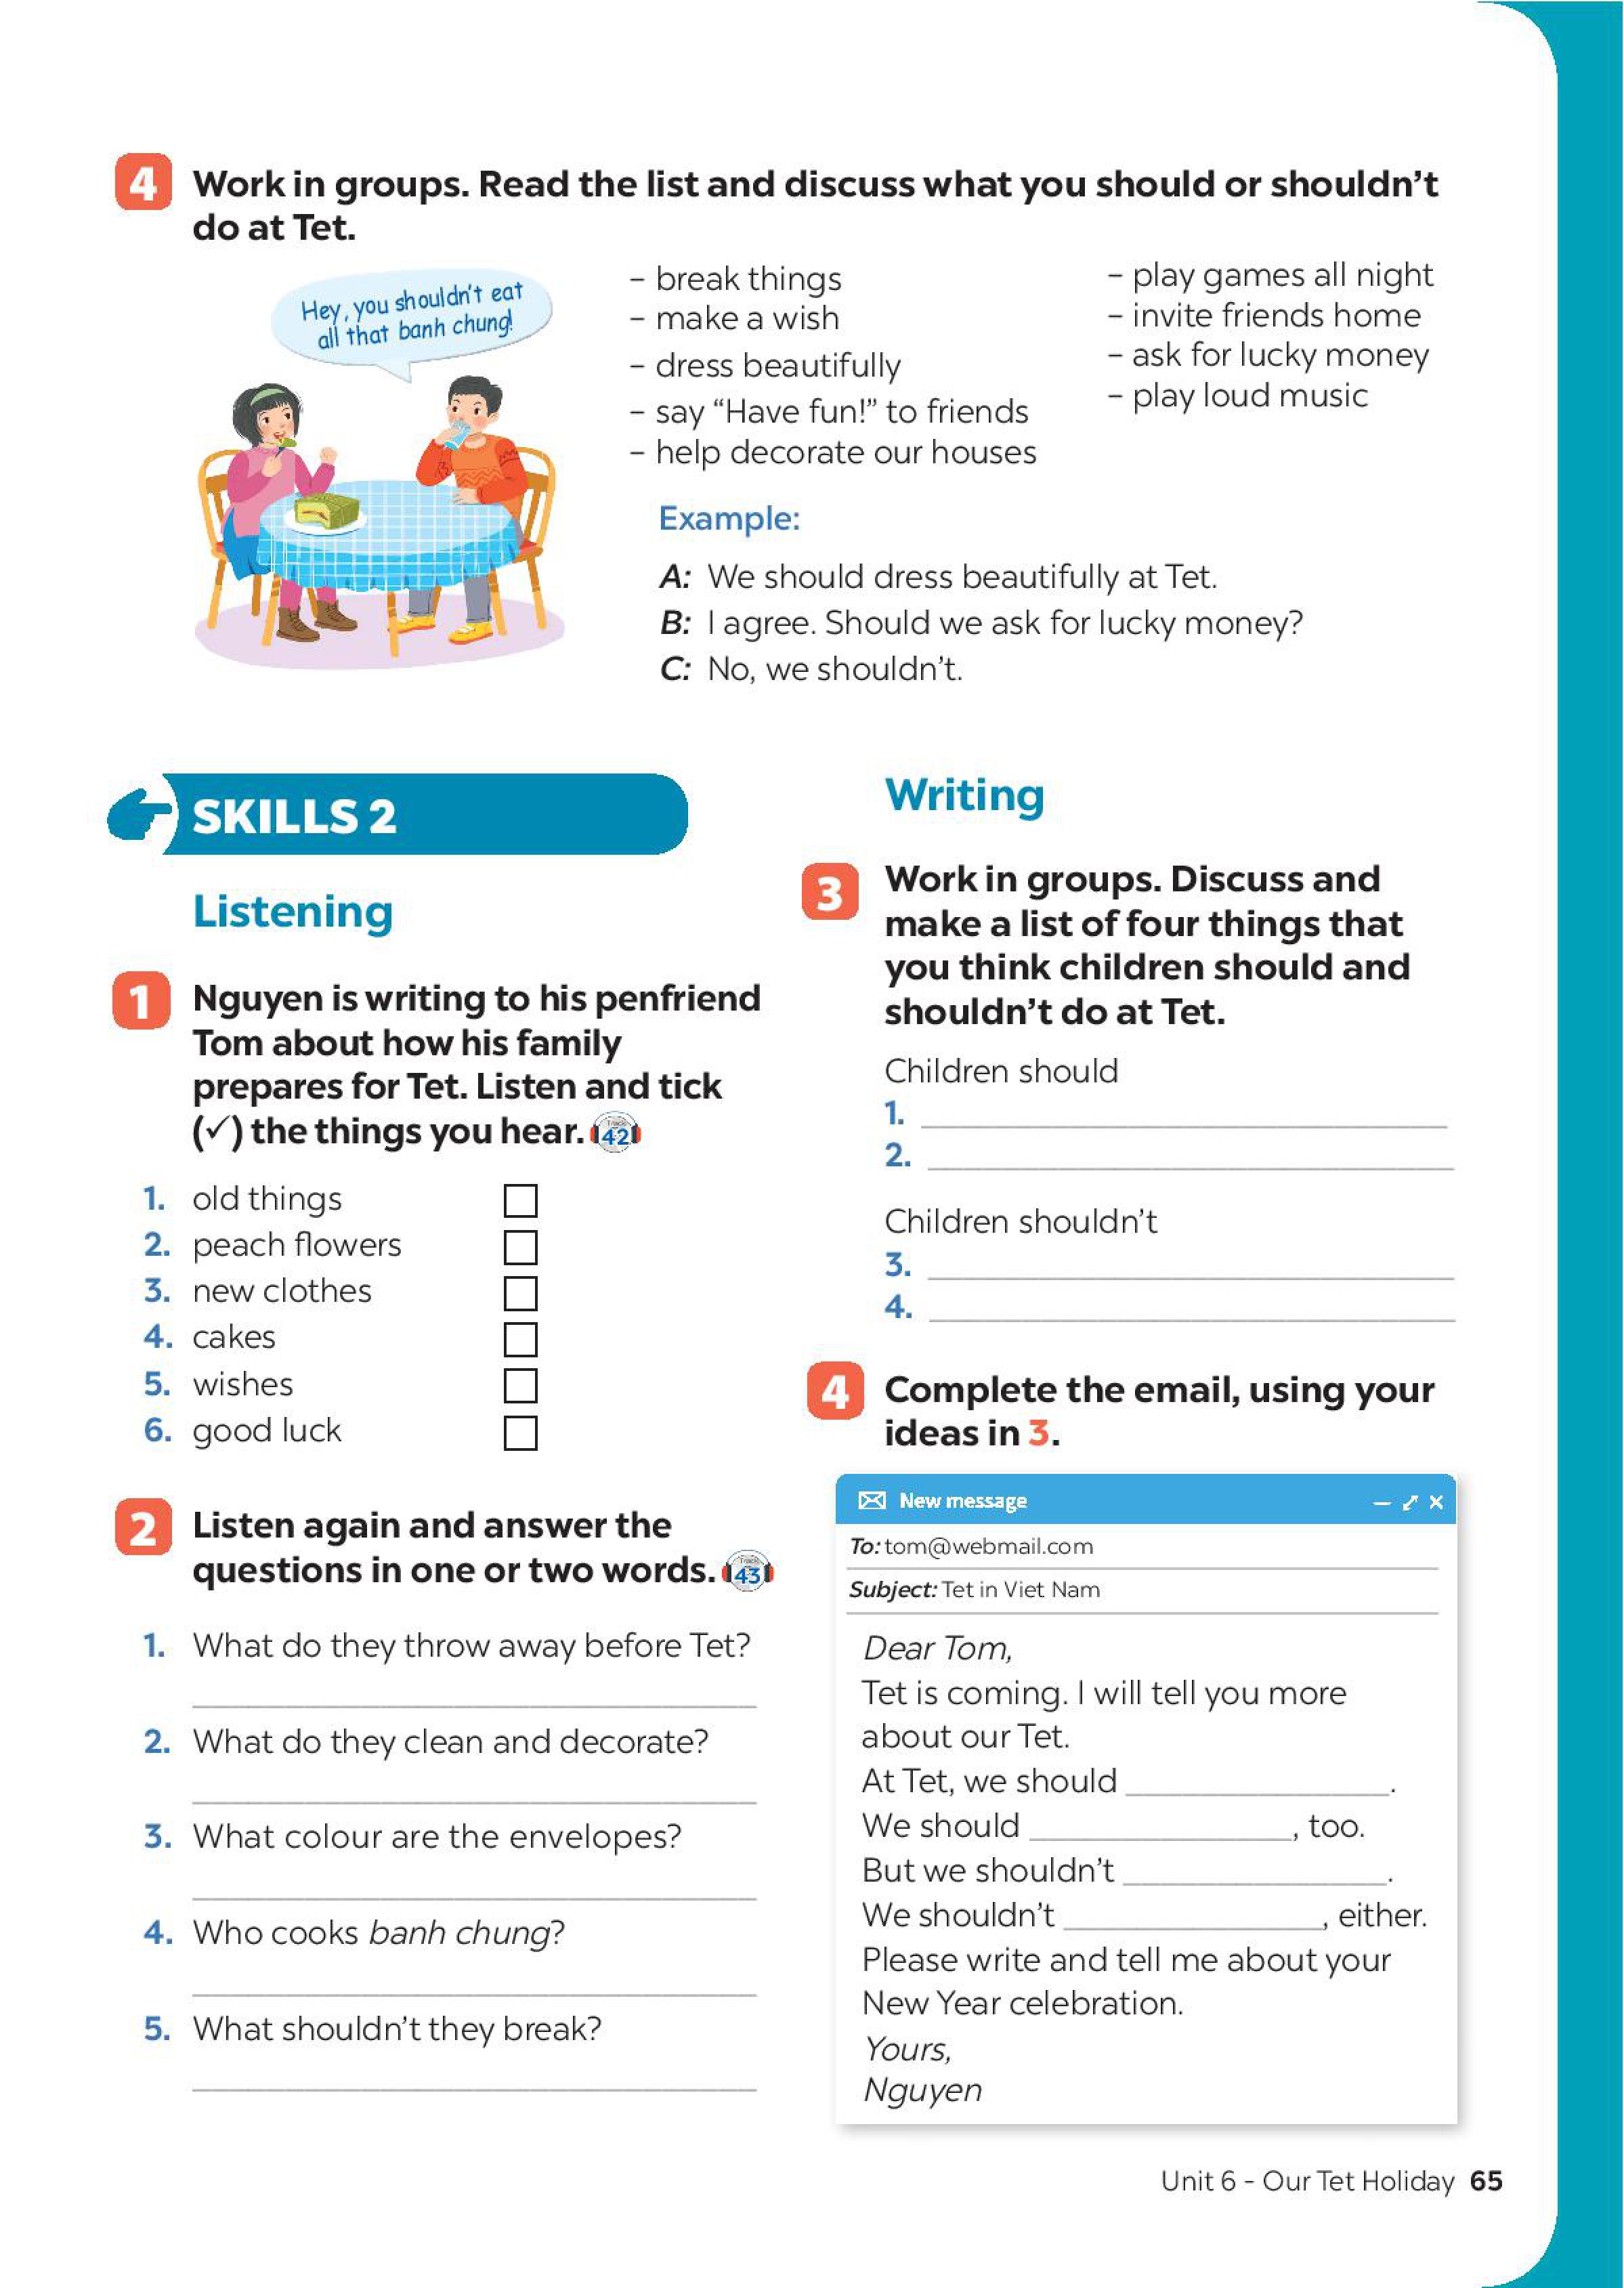 4 Work in groups. Read the list and discuss what you should or shouldn't
do at Tet.
Hey, you shouldn't eat
all that banh chung!
– break things
– make a wish
– dress beautifully
– say “Have fun!” to friends
– help decorate our houses
– play games all night
– invite friends home
– ask for lucky money
– play loud music
Example:
A: We should dress beautifully at Tet.
B: I agree. Should we ask for lucky money?
C: No, we shouldn't.
SKILLS 2
Listening
1 Nguyen is writing to his penfriend
Tom about how his family
prepares for Tet. Listen and tick
(✓) the things you hear. Track 42
1. old things
2. peach flowers
3. new clothes
4. cakes
5. wishes
6. good luck
2 Listen again and answer the
questions in one or two words. Track 43
1. What do they throw away before Tet?
2. What do they clean and decorate?
3. What colour are the envelopes?
4. Who cooks banh chung?
5. What shouldn't they break?
Writing
3 Work in groups. Discuss and
make a list of four things that
you think children should and
shouldn't do at Tet.
Children should
1. ____________________
2. ____________________
Children shouldn't
3. ____________________
4. ____________________
4 Complete the email, using your
ideas in 3.
New message
To: tom@webmail.com
Subject: Tet in Viet Nam
Dear Tom,
Tet is coming. I will tell you more
about our Tet.
At Tet, we should ____________________.
We should ____________________, too.
But we shouldn't ____________________.
We shouldn't ____________________, either.
Please write and tell me about your
New Year celebration.
Yours,
Nguyen
Unit 6 - Our Tet Holiday 65